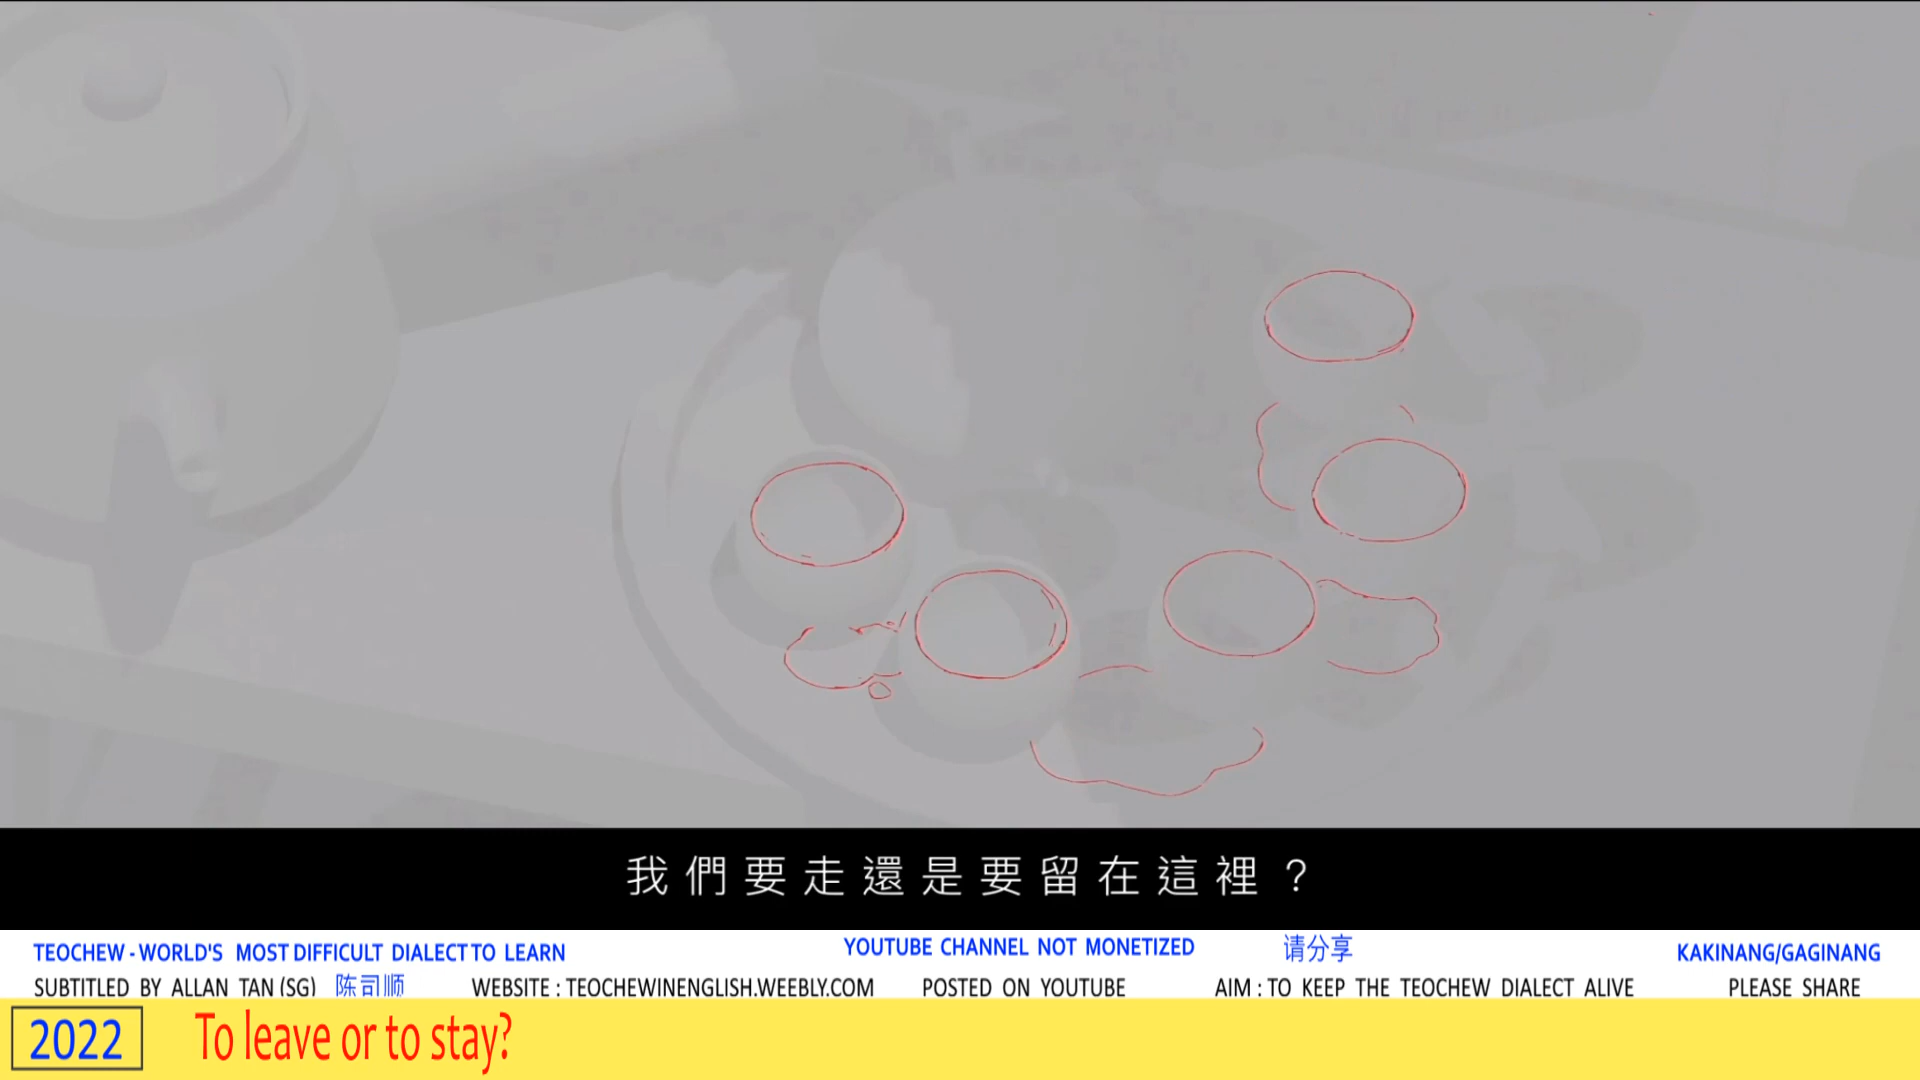 我們要走還是要留在這裡？
TEOCHEW - WORLD'S MOST DIFFICULT DIALECT TO LEARN
YOUTUBE CHANNEL NOT MONETIZED
请分享
KAKINANG/GAGINANG
SUBTITLED BY ALLAN TAN (SG) 陈司顺
WEBSITE : TEOCHEWINENGLISH.WEEBLY.COM
POSTED ON YOUTUBE
AIM : TO KEEP THE TEOCHEW DIALECT ALIVE
PLEASE SHARE
2022
To leave or to stay?